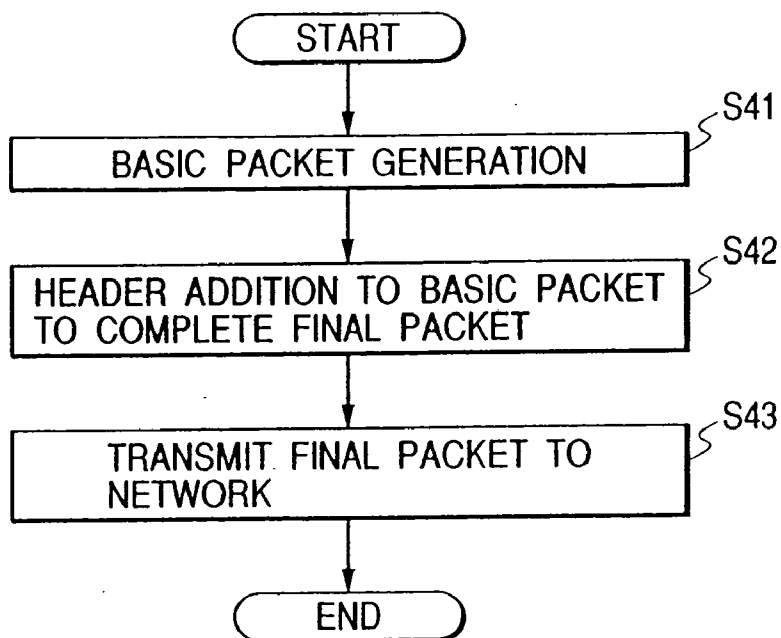 START
S41
BASIC PACKET GENERATION
S42
HEADER ADDITION TO BASIC PACKET
TO COMPLETE FINAL PACKET
S43
TRANSMIT FINAL PACKET TO
NETWORK
END